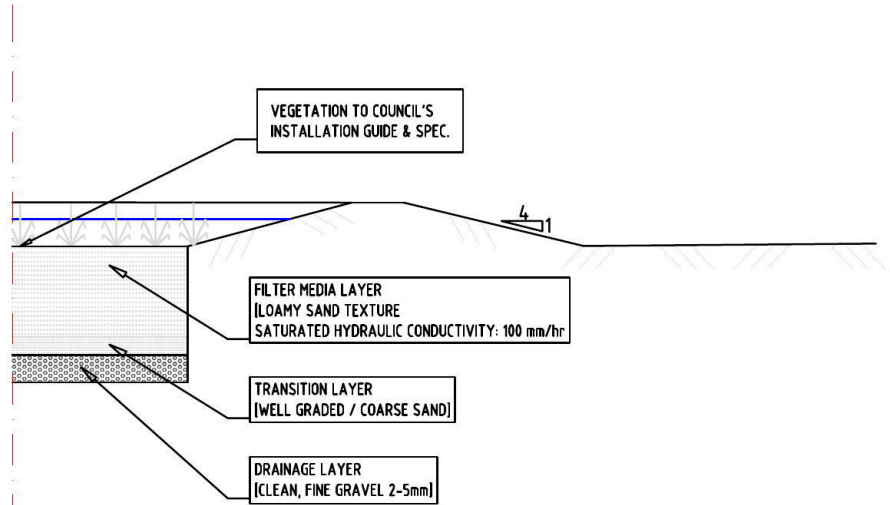 VEGETATION TO COUNCIL'S
INSTALLATION GUIDE & SPEC.
4
1
FILTER MEDIA LAYER
[LOAMY SAND TEXTURE
SATURATED HYDRAULIC CONDUCTIVITY: 100 mm/hr
TRANSITION LAYER
[WELL GRADED / COARSE SAND]
DRAINAGE LAYER
[CLEAN, FINE GRAVEL 2-5mm]